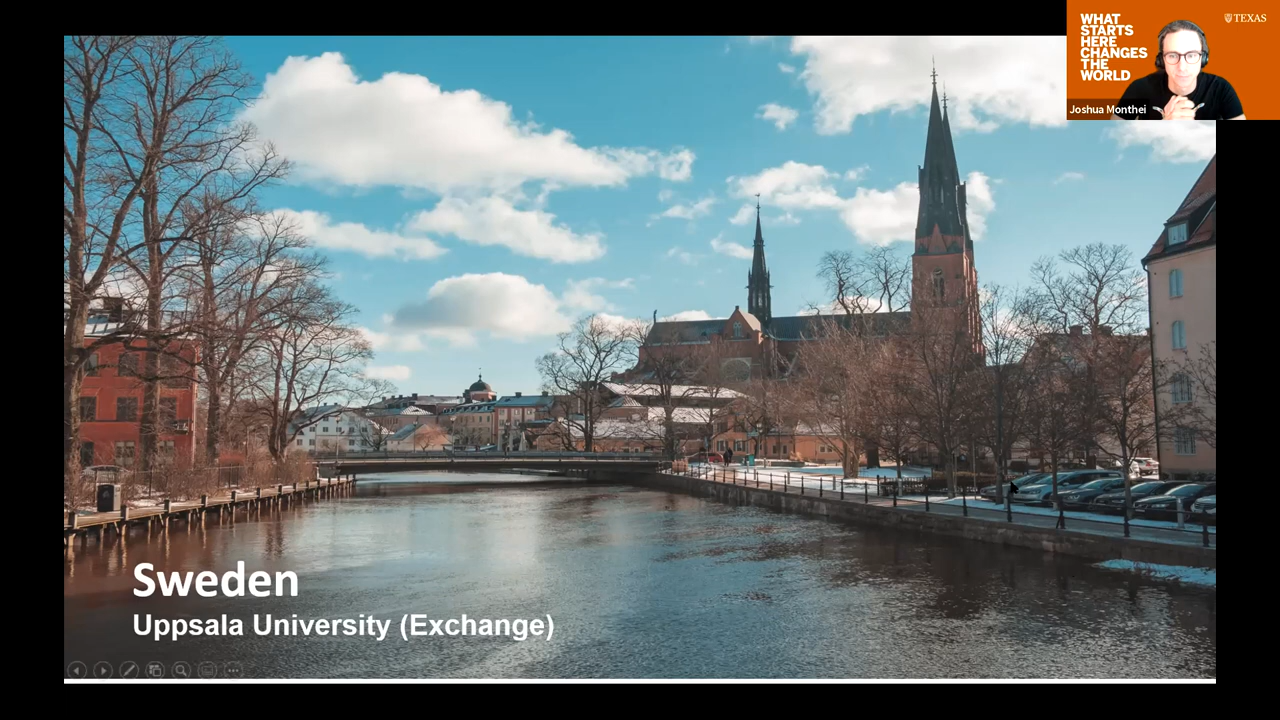 WHAT
STARTS
HERE
CHANGES
THE
WORLD
TEXAS
Joshua Monthei
Sweden
Uppsala University (Exchange)